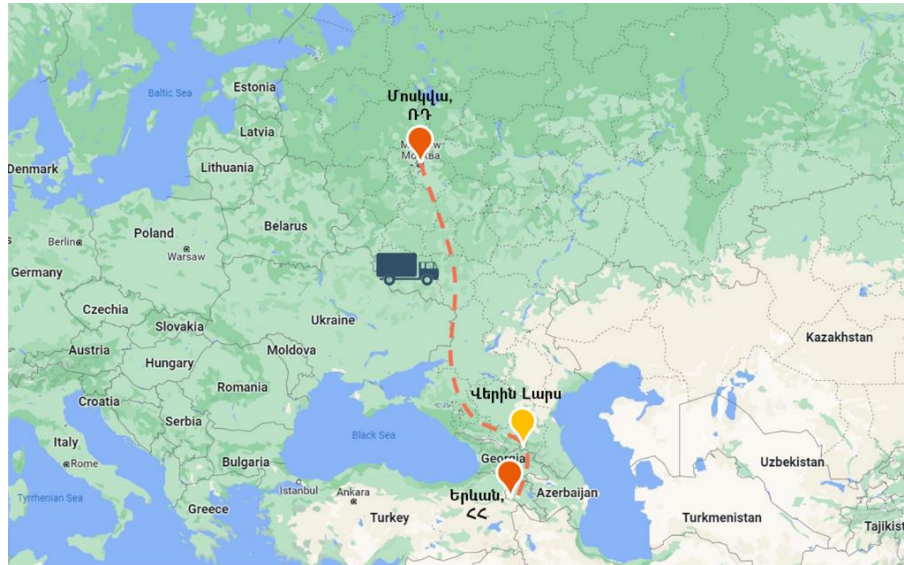 Baltic Sea
Estonia
Latvia
Lithuania
Denmark
Մոսկվա,
ՌԴ
Belarus
Berlin
Poland
Warsaw
Germany
Czechia
Slovakia
Ukraine
Kazakhstan
Austria
Hungary
Moldova
Croatia
Romania
Վերին Լարս
Serbia
Italy
Rome
Black Sea
Bulgaria
Georgia
Uzbekistan
Istanbul
Ankara
Երևան,
ՀՀ
Azerbaijan
Tyrrhenian Sea
Greece
Turkey
Turkmenistan
Tajikist